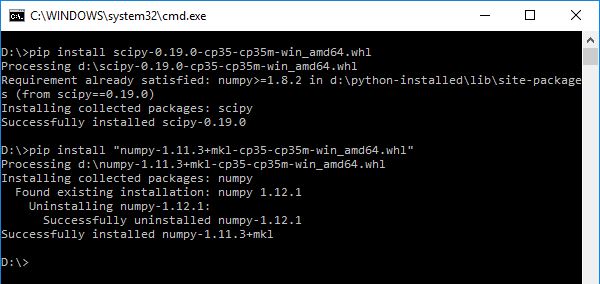 C:\WINDOWS\system32\cmd.exe
D:\>pip install scipy-0.19.0-cp35-cp35m-win_amd64.whl
Processing d:\scipy-0.19.0-cp35-cp35m-win_amd64.whl
Requirement already satisfied: numpy>=1.8.2 in d:\python-installed\lib\site-package
s (from scipy==0.19.0)
Installing collected packages: scipy
Successfully installed scipy-0.19.0
D:\>pip install "numpy-1.11.3+mkl-cp35-cp35m-win_amd64.whl"
Processing d:\numpy-1.11.3+mkl-cp35-cp35m-win_amd64.whl
Installing collected packages: numpy
  Found existing installation: numpy 1.12.1
    Uninstalling numpy-1.12.1:
      Successfully uninstalled numpy-1.12.1
Successfully installed numpy-1.11.3+mkl
D:\>